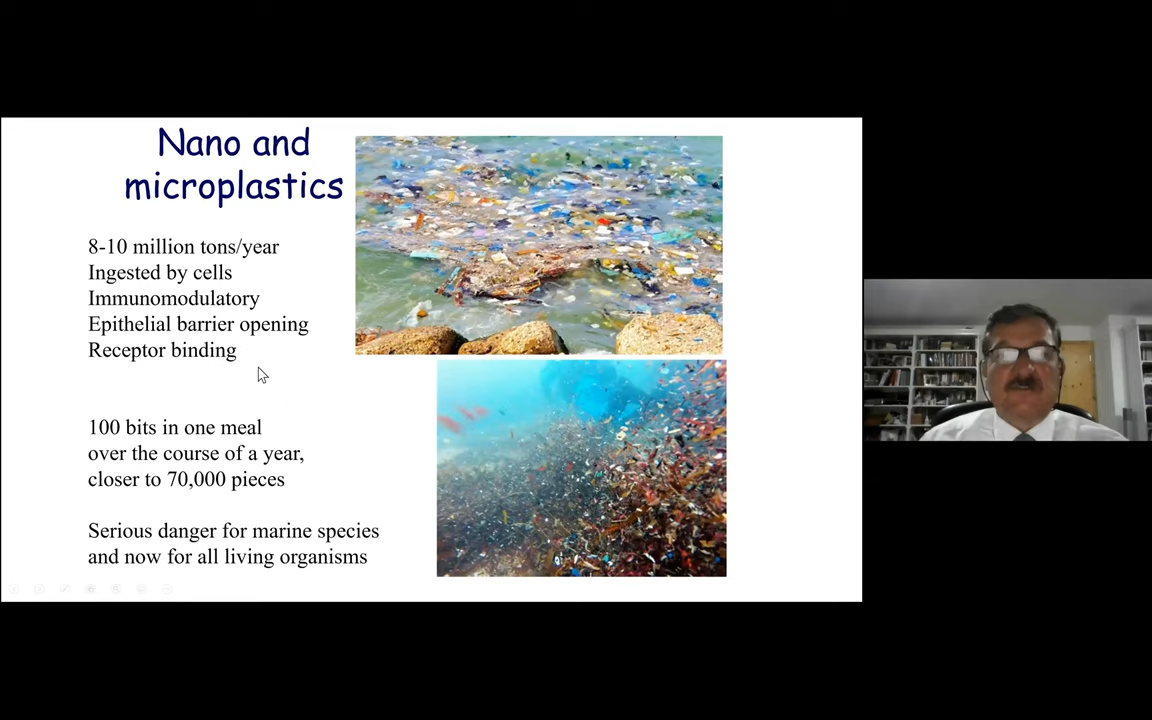 Nano and
microplastics
8-10 million tons/year
Ingested by cells
Immunomodulatory
Epithelial barrier opening
Receptor binding
100 bits in one meal
over the course of a year,
closer to 70,000 pieces
Serious danger for marine species
and now for all living organisms